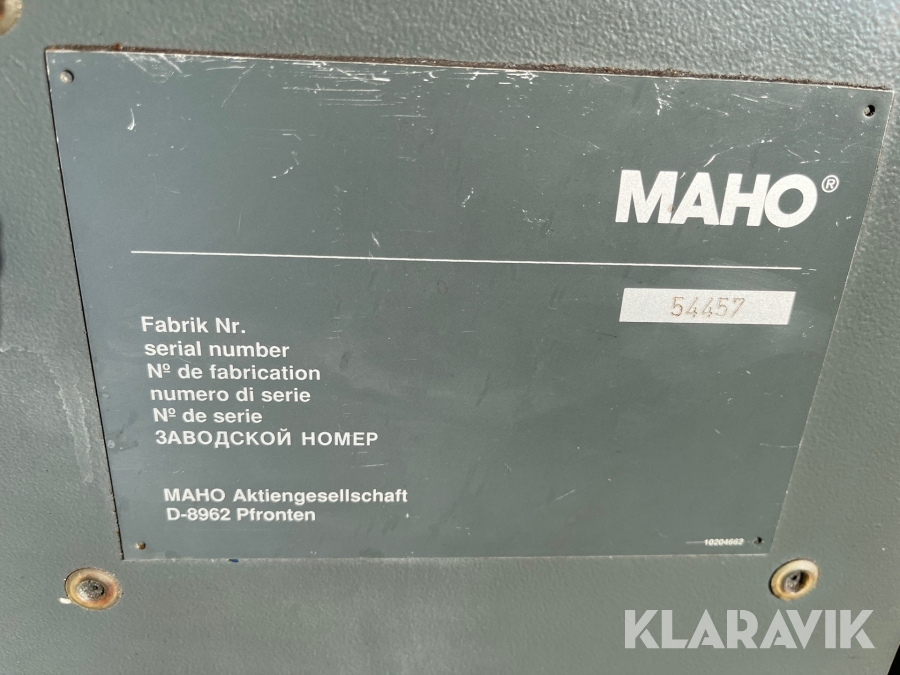 MAHO®
54457
Fabrik Nr.
serial number
Nº de fabrication
numero di serie
Nº de serie
ЗАВОДСКОЙ НОМЕР
MAHO Aktiengesellschaft
D-8962 Pfronten
10204662
KLARAVIK